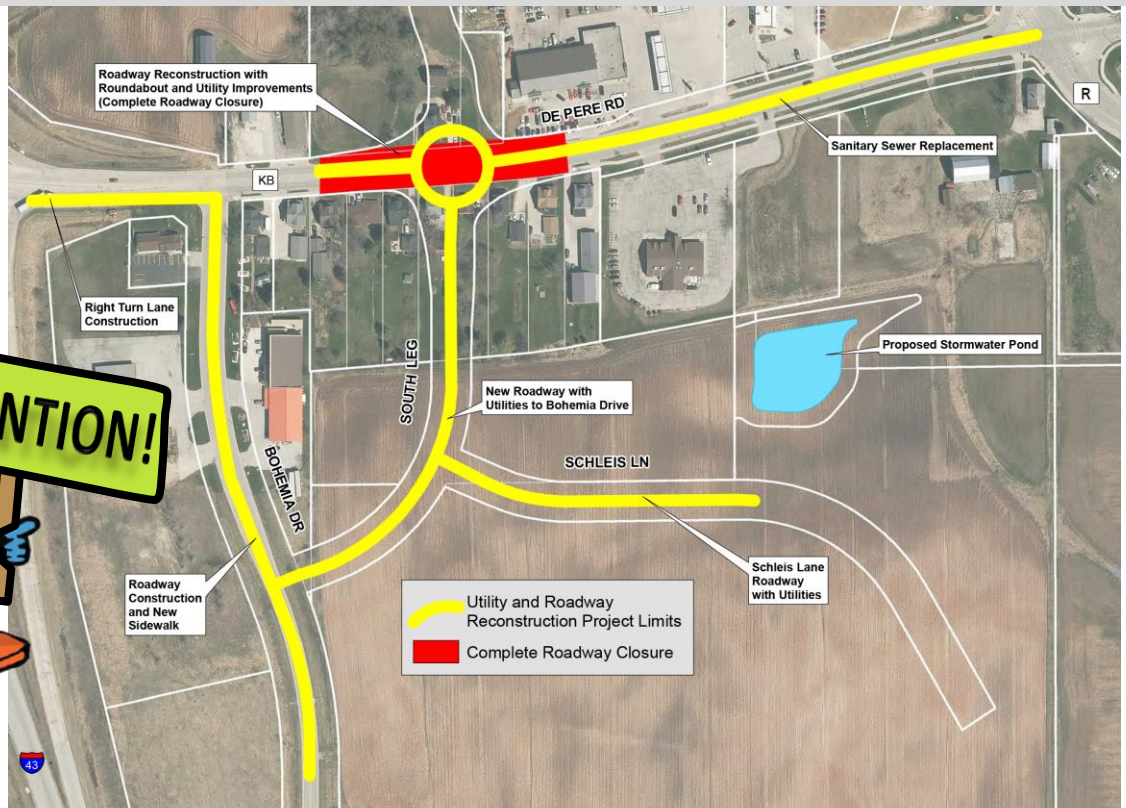 Roadway Reconstruction with
Roundabout and Utility Improvements
(Complete Roadway Closure)
DE PERE RD
R
Sanitary Sewer Replacement
KB
Right Turn Lane
Construction
Proposed Stormwater Pond
SOUTH LEG
New Roadway with
Utilities to Bohemia Drive
NTION!
SCHLEIS LN
BOHEMIA DR
Roadway
Construction
and New
Sidewalk
Schleis Lane
Roadway
with Utilities
Utility and Roadway
Reconstruction Project Limits
Complete Roadway Closure
43